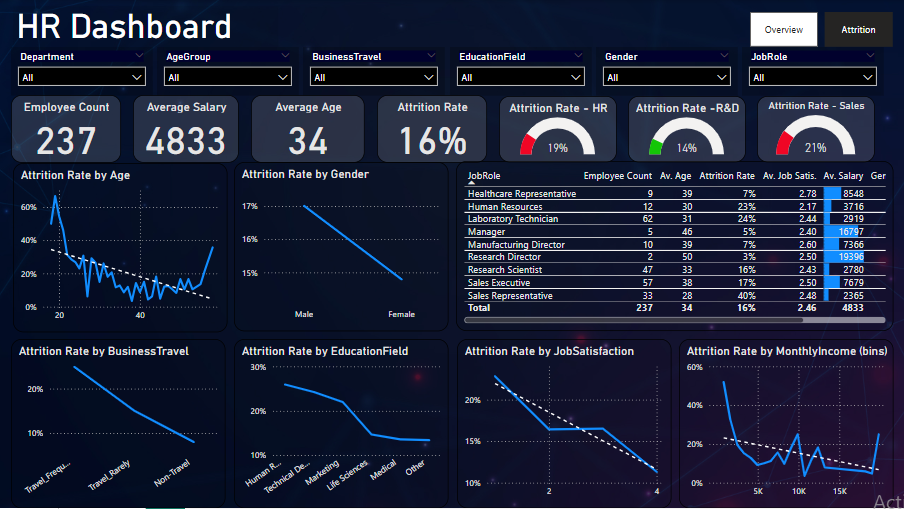 HR Dashboard
Overview
Attrition
Department AgeGroup BusinessTravel EducationField Gender JobRole
All All All All All All
Employee Count Average Salary Average Age Attrition Rate Attrition Rate - HR Attrition Rate -R&D Attrition Rate - Sales
237 4833 34 16% 19% 14% 21%
Attrition Rate by Age
60%
40%
20%
0%
20 40
Attrition Rate by Gender
17%
16%
15%
Male Female
JobRole Employee Count Av. Age Attrition Rate Av. Job Satis. Av. Salary Ger
Healthcare Representative 9 39 7% 2.78 8548
Human Resources 12 30 23% 2.17 3716
Laboratory Technician 62 31 24% 2.44 2919
Manager 5 46 5% 2.40 16797
Manufacturing Director 10 39 7% 2.60 7366
Research Director 2 50 3% 2.50 19396
Research Scientist 47 33 16% 2.43 2780
Sales Executive 57 38 17% 2.50 7679
Sales Representative 33 28 40% 2.48 2365
Total 237 34 16% 2.46 4833
Attrition Rate by BusinessTravel
20%
10%
Travel_Frequ... Travel_Rarely Non-Travel
Attrition Rate by EducationField
30%
20%
10%
Human R... Technical De... Marketing Life Sciences Medical Other
Attrition Rate by JobSatisfaction
20%
15%
10%
2 4
Attrition Rate by MonthlyIncome (bins)
60%
40%
20%
0%
5K 10K 15K
Act